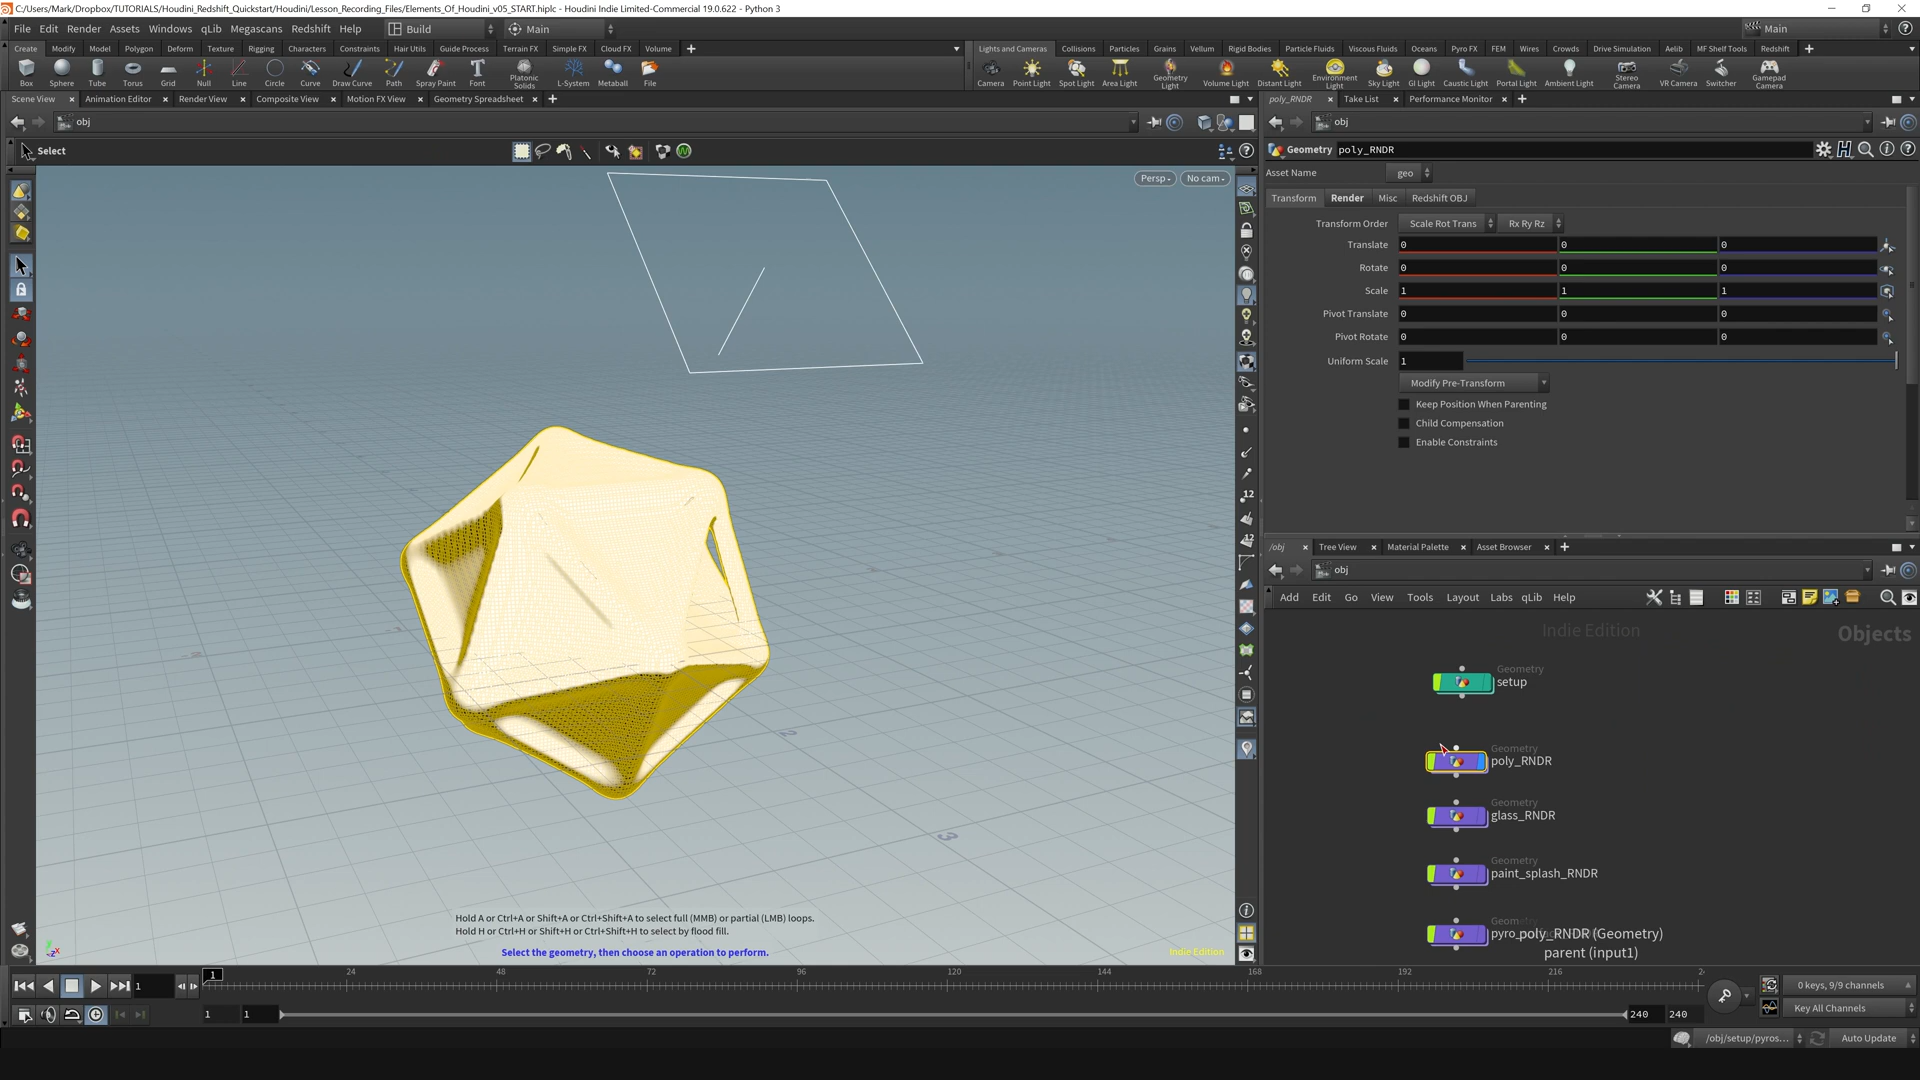 C:/Users/Mark/Dropbox/TUTORIALS/Houdini_Redshift_Quickstart/Houdini/Lesson_Recording_Files/Elements_Of_Houdini_v05_START.hiplc - Houdini Indie Limited-Commercial 19.0.622 - Python 3
File Edit Render Assets Windows qLib Megascans Redshift Help Build Main Main
Create Modify Model Polygon Deform Texture Rigging Characters Constraints Hair Utils Guide Process Terrain FX Simple FX Cloud FX Volume
Lights and Cameras Collisions Particles Grains Vellum Rigid Bodies Particle Fluids Viscous Fluids Oceans Pyro FX FEM Wires Crowds Drive Simulation Aelib MF Shelf Tools Redshift
Box Sphere Tube Torus Grid Null Line Circle Curve Draw Curve Path Spray Paint Font Platonic Solids L-System Metaball File
Camera Point Light Spot Light Area Light Geometry Light Volume Light Distant Light Environment Light Sky Light GI Light Caustic Light Portal Light Ambient Light Stereo Camera VR Camera Switcher Gamepad Camera
Scene View Animation Editor Render View Composite View Motion FX View Geometry Spreadsheet
poly_RNDR Take List Performance Monitor
obj
obj
Select
Geometry poly_RNDR
Asset Name geo
Persp No cam
Transform Render Misc Redshift OBJ
Transform Order Scale Rot Trans Rx Ry Rz
Translate 0 0 0
Rotate 0 0 0
Scale 1 1 1
Pivot Translate 0 0 0
Pivot Rotate 0 0 0
Uniform Scale 1
Modify Pre-Transform
Keep Position When Parenting
Child Compensation
Enable Constraints
12
12
2
3
/obj Tree View Material Palette Asset Browser
obj
Add Edit Go View Tools Layout Labs qLib Help
Indie Edition
Objects
Geometry
setup
Geometry
poly_RNDR
Geometry
glass_RNDR
Geometry
paint_splash_RNDR
poly_RNDR (Geometry)
parent (input1)
Hold A or Ctrl+A or Shift+A or Ctrl+Shift+A to select full (MMB) or partial (LMB) loops.
Hold H or Ctrl+H or Shift+H or Ctrl+H to select by flood fill.
Select the geometry, then choose an operation to perform.
Indie Edition
1 24 48 72 96 120 144 168 192 216
1
0 keys, 9/9 channels
1 1 240 240
Key All Channels
/obj/setup/pyros... Auto Update